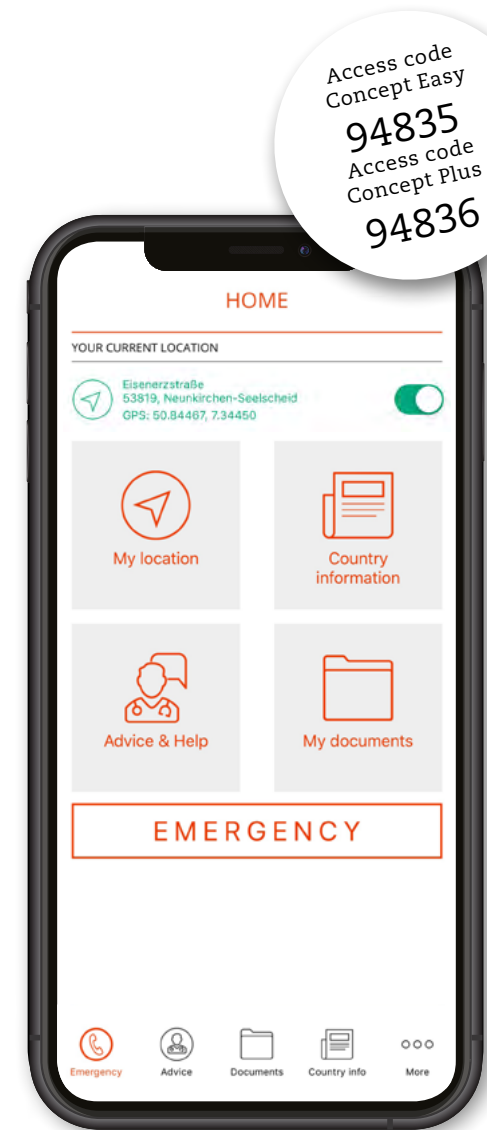 Access code
Concept Easy
94835
Access code
Concept Plus
94836
HOME
YOUR CURRENT LOCATION
Eisenerzstraße
53819, Neunkirchen-Seelscheid
GPS: 50.84467, 7.34450
My location
Country
information
Advice & Help
My documents
EMERGENCY
Emergency
Advice
Documents
Country info
More